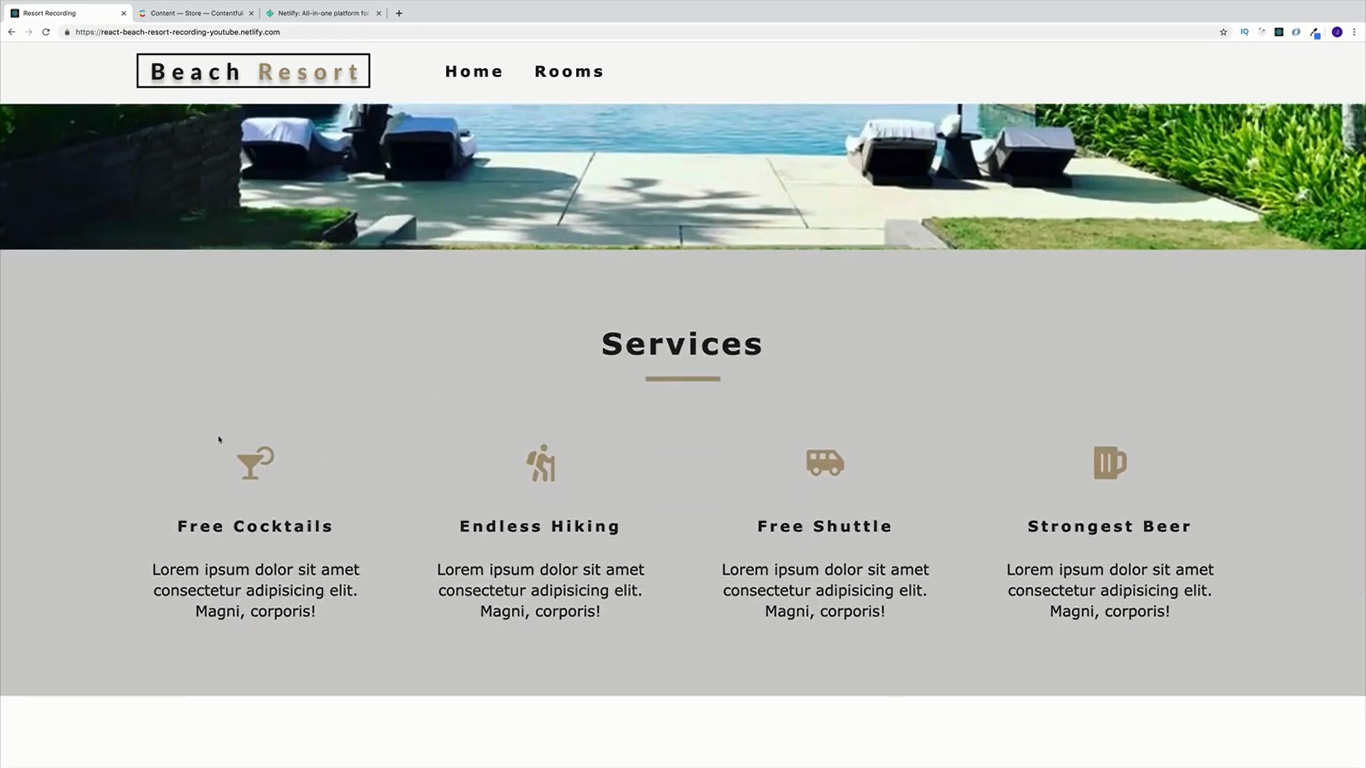 Resort Recording
Content — Store — Contentful
Netlify: All-in-one platform for
https://react-beach-resort-recording-youtube.netlify.com
IQ
J
Beach Resort
Home
Rooms
Services
Free Cocktails
Endless Hiking
Free Shuttle
Strongest Beer
Lorem ipsum dolor sit amet
consectetur adipisicing elit.
Magni, corporis!
Lorem ipsum dolor sit amet
consectetur adipisicing elit.
Magni, corporis!
Lorem ipsum dolor sit amet
consectetur adipisicing elit.
Magni, corporis!
Lorem ipsum dolor sit amet
consectetur adipisicing elit.
Magni, corporis!